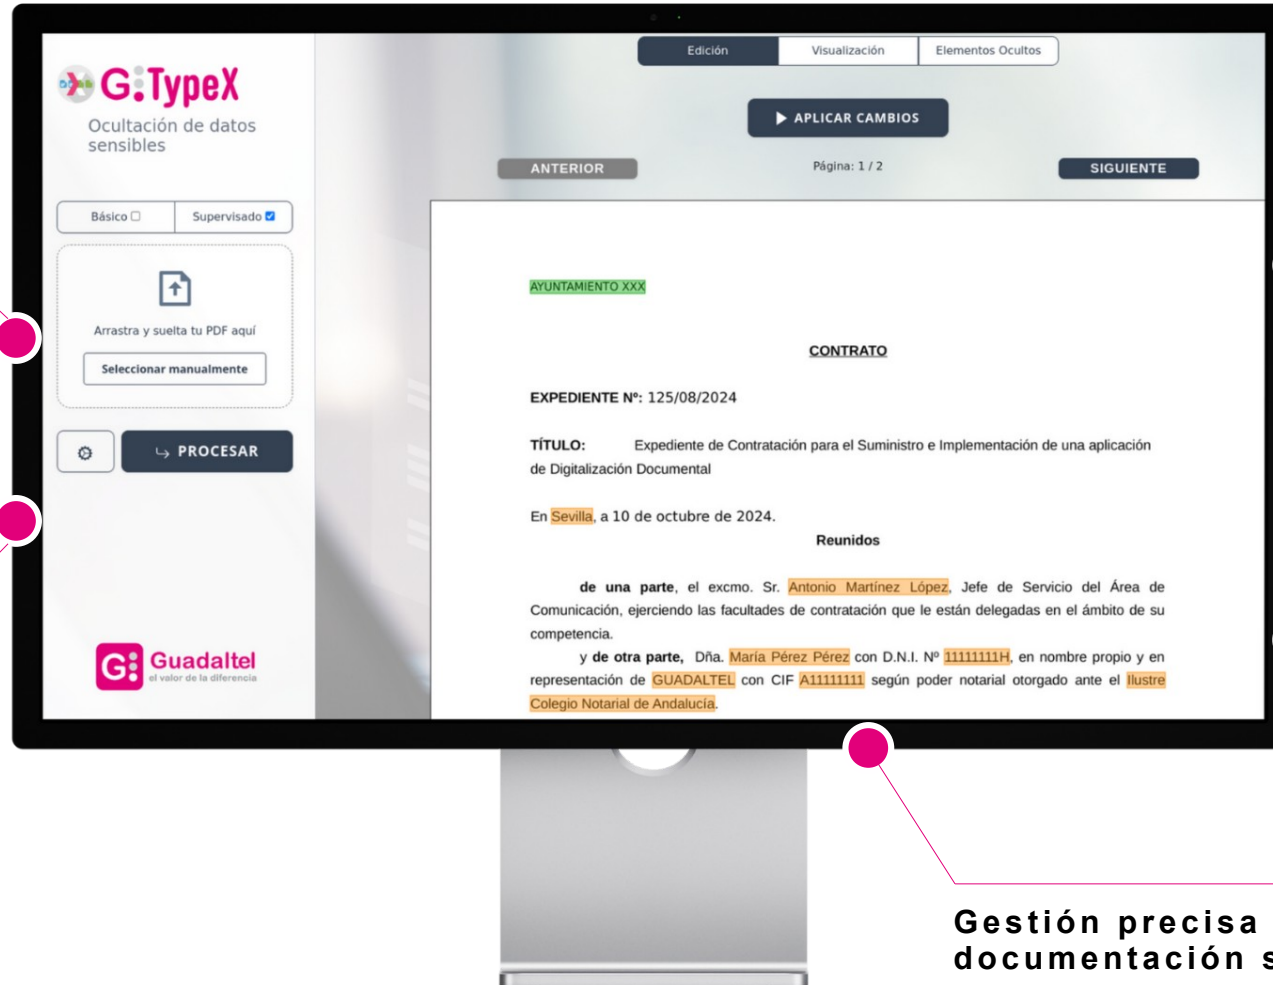 G:TypeX
Ocultación de datos
sensibles
Básico
Supervisado
Arrastra y suelta tu PDF aquí
Seleccionar manualmente
PROCESAR
G: Guadaltel
el valor de la diferencia
Edición
Visualización
Elementos Ocultos
APLICAR CAMBIOS
ANTERIOR
Página: 1 / 2
SIGUIENTE
AYUNTAMIENTO XXX
CONTRATO
EXPEDIENTE Nº: 125/08/2024
TÍTULO: Expediente de Contratación para el Suministro e Implementación de una aplicación
de Digitalización Documental
En Sevilla, a 10 de octubre de 2024.
Reunidos
de una parte, el excmo. Sr. Antonio Martínez López, Jefe de Servicio del Área de
Comunicación, ejerciendo las facultades de contratación que le están delegadas en el ámbito de su
competencia.
y de otra parte, Dña. María Pérez Pérez con D.N.I. Nº 11111111H, en nombre propio y en
representación de GUADALTEL con CIF A11111111 según poder notarial otorgado ante el Ilustre
Colegio Notarial de Andalucía.
Gestión precisa
documentación s